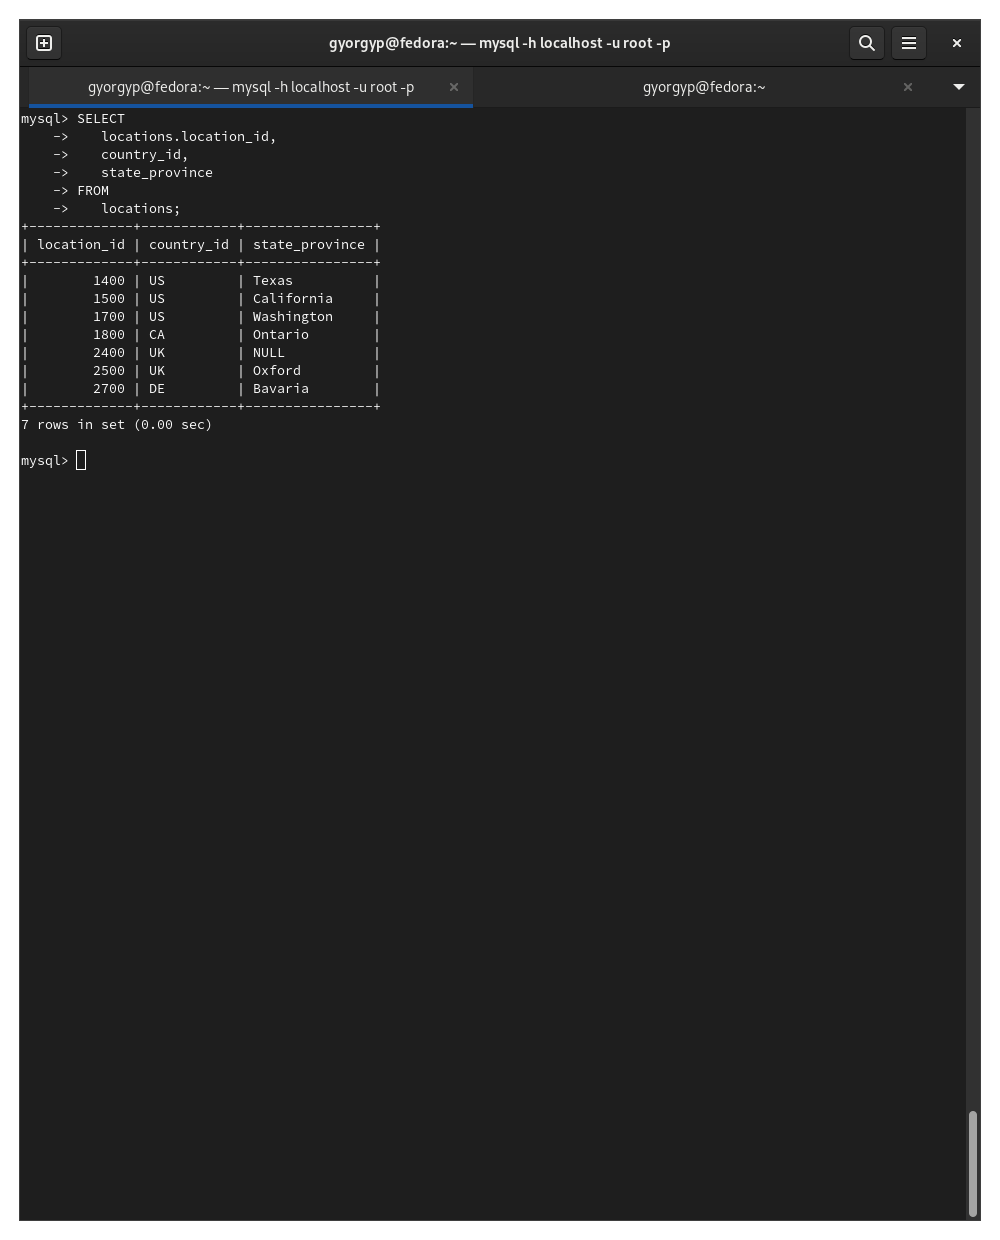 gyorgyp@fedora:~ — mysql -h localhost -u root -p
gyorgyp@fedora:~ — mysql -h localhost -u root -p
gyorgyp@fedora:~
mysql> SELECT
    ->    locations.location_id,
    ->    country_id,
    ->    state_province
    -> FROM
    ->    locations;
+-------------+------------+----------------+
| location_id | country_id | state_province |
+-------------+------------+----------------+
|        1400 | US         | Texas          |
|        1500 | US         | California     |
|        1700 | US         | Washington     |
|        1800 | CA         | Ontario        |
|        2400 | UK         | NULL           |
|        2500 | UK         | Oxford         |
|        2700 | DE         | Bavaria        |
+-------------+------------+----------------+
7 rows in set (0.00 sec)
mysql>